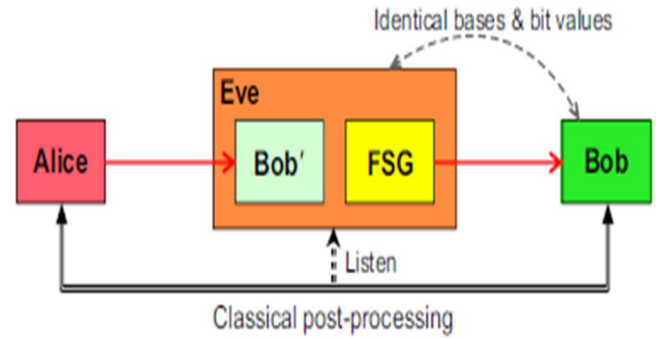 Identical bases & bit values
Eve
Alice
Bob′
FSG
Bob
Listen
Classical post-processing